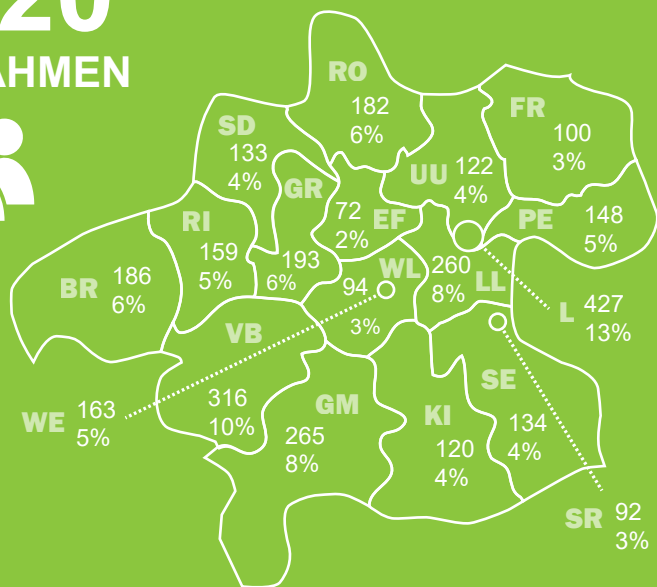 20
AHMEN
RO
182
6%
FR
100
3%
SD
133
4%
GR
193
6%
UU 122
4%
72
2%
EF
PE 148
5%
RI
159
5%
BR 186
6%
WL
94
3%
260
8%
LL
L 427
13%
VB
316
10%
WE 163
5%
GM
265
8%
KI
120
4%
SE
134
4%
SR 92
3%